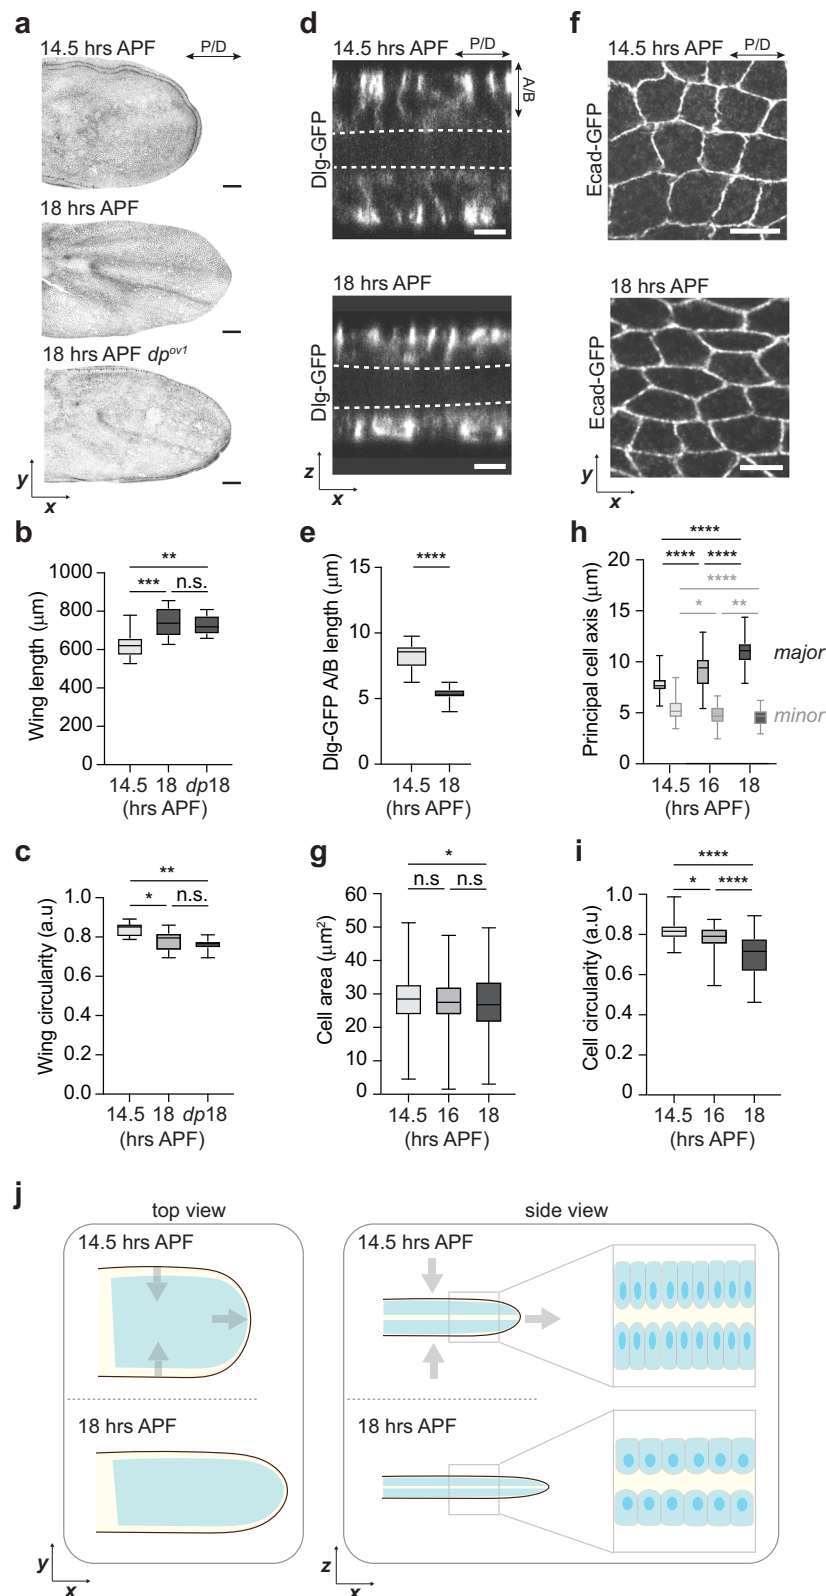 a
14.5 hrs APF
P/D
18 hrs APF
18 hrs APF dp^ov1
y
x
d
14.5 hrs APF
P/D
A/B
Dlg-GFP
18 hrs APF
Dlg-GFP
z
x
f
14.5 hrs APF
P/D
Ecad-GFP
18 hrs APF
Ecad-GFP
y
x
b
**
*** n.s.
Wing length (μm)
1000
800
600
400
200
0
14.5 18 dp18
(hrs APF)
e
****
Dlg-GFP A/B length (μm)
15
10
5
0
14.5 18
(hrs APF)
h
****
**** ****
****
* **
Principal cell axis (μm)
20
15
10
5
0
major
minor
14.5 16 18
(hrs APF)
c
**
* n.s.
Wing circularity (a.u)
1.0
0.8
0.6
0.4
0.2
0.0
14.5 18 dp18
(hrs APF)
g
*
n.s n.s
Cell area (μm²)
60
50
40
30
20
10
0
14.5 16 18
(hrs APF)
i
****
* ****
Cell circularity (a.u)
1.0
0.8
0.6
0.4
0.2
0
14.5 16 18
(hrs APF)
j
top view
14.5 hrs APF
18 hrs APF
y
x
side view
14.5 hrs APF
18 hrs APF
z
x